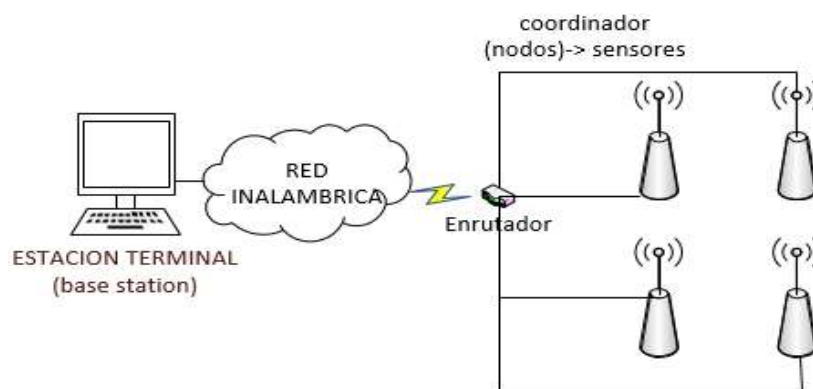 coordinador
(nodos)-> sensores
RED
INALAMBRICA
Enrutador
ESTACION TERMINAL
(base station)